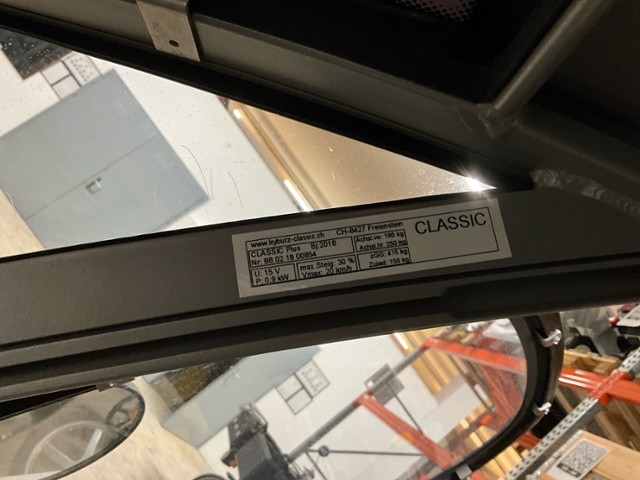 www.kyburz-classic.ch CH-8427 Freienstein
CLASSIC Plus Bj 2016
Nr: 88 02 16 00854
U: 15 V
P: 0,9 kW
max Steig: 30 %
Vmax: 20 km/h
Achsl.vo: 180 kg
Achsl.N: 250 kg
zGG: 415 kg
Zulad: 150 kg
CLASSIC